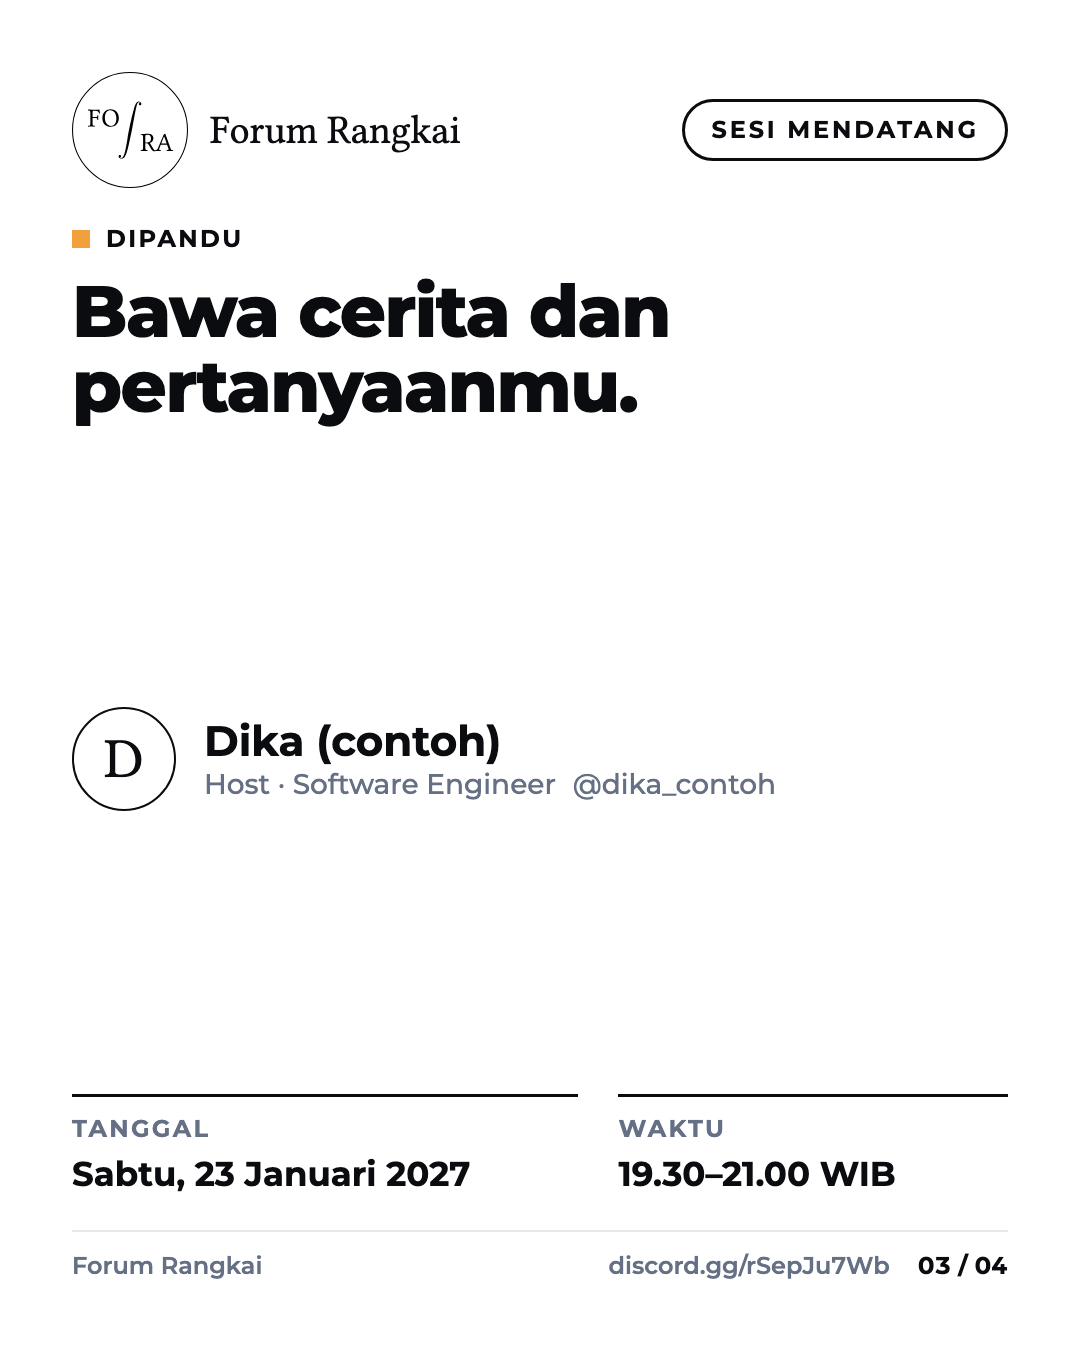 FO∫RA
Forum Rangkai
SESI MENDATANG
DIPANDU
Bawa cerita dan
pertanyaanmu.
D
Dika (contoh)
Host · Software Engineer @dika_contoh
TANGGAL
Sabtu, 23 Januari 2027
WAKTU
19.30–21.00 WIB
Forum Rangkai
discord.gg/rSepJu7Wb
03 / 04